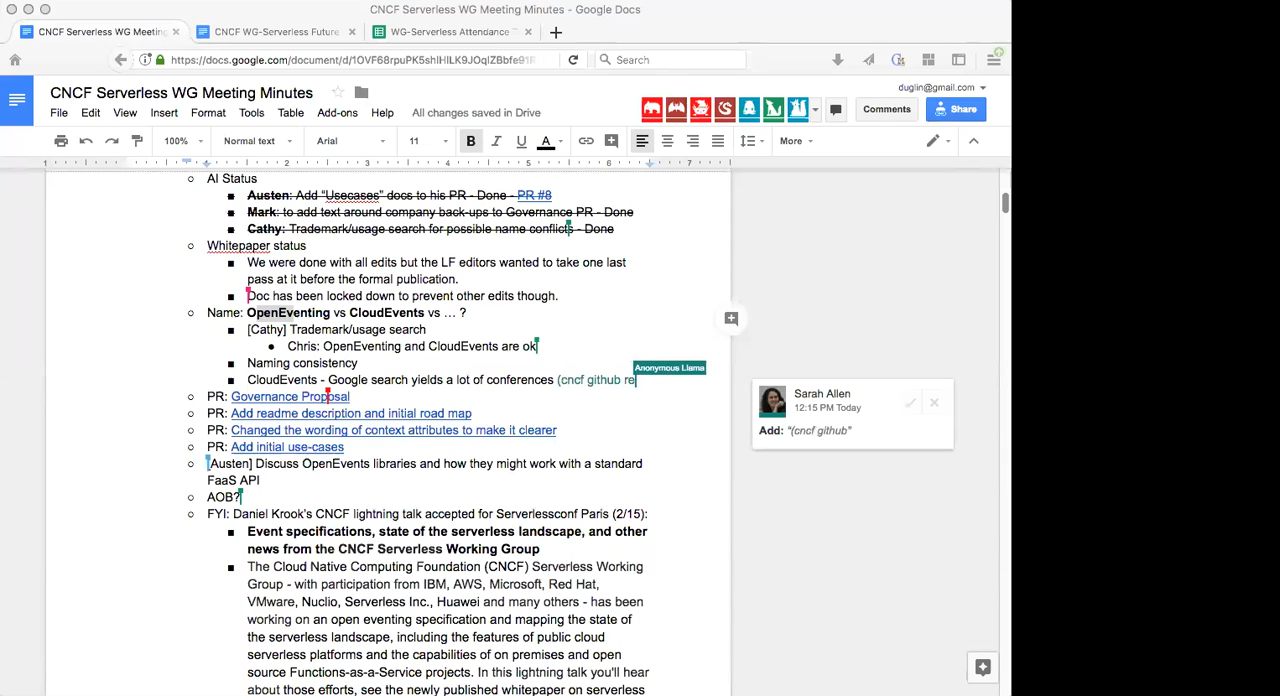 CNCF Serverless WG Meeting Minutes - Google Docs
CNCF Serverless WG Meeting
CNCF WG-Serverless Future
WG-Serverless Attendance T
https://docs.google.com/document/d/1OVF68rpuPK5shIHILK9JOqlZBbfe91R
Search
duglin@gmail.com
CNCF Serverless WG Meeting Minutes
File Edit View Insert Format Tools Table Add-ons Help All changes saved in Drive
Comments
Share
100% Normal text Arial 11 B I U A More
1 1 2 3 4 5 6 7
AI Status
Austen: Add “Usecases” docs to his PR - Done - PR #8
Mark: to add text around company back-ups to Governance PR - Done
Cathy: Trademark/usage search for possible name conflicts - Done
Whitepaper status
We were done with all edits but the LF editors wanted to take one last
pass at it before the formal publication.
Doc has been locked down to prevent other edits though.
Name: OpenEventing vs CloudEvents vs … ?
[Cathy] Trademark/usage search
Chris: OpenEventing and CloudEvents are ok
Naming consistency
Anonymous Llama
CloudEvents - Google search yields a lot of conferences (cncf github re
PR: Governance Proposal
PR: Add readme description and initial road map
PR: Changed the wording of context attributes to make it clearer
PR: Add initial use-cases
[Austen] Discuss OpenEvents libraries and how they might work with a standard
FaaS API
AOB?
FYI: Daniel Krook's CNCF lightning talk accepted for Serverlessconf Paris (2/15):
Event specifications, state of the serverless landscape, and other
news from the CNCF Serverless Working Group
The Cloud Native Computing Foundation (CNCF) Serverless Working
Group - with participation from IBM, AWS, Microsoft, Red Hat,
VMware, Nuclio, Serverless Inc., Huawei and many others - has been
working on an open eventing specification and mapping the state of
the serverless landscape, including the features of public cloud
serverless platforms and the capabilities of on premises and open
source Functions-as-a-Service projects. In this lightning talk you'll hear
about those efforts, see the newly published whitepaper on serverless
Sarah Allen
12:15 PM Today
Add: "(cncf github"